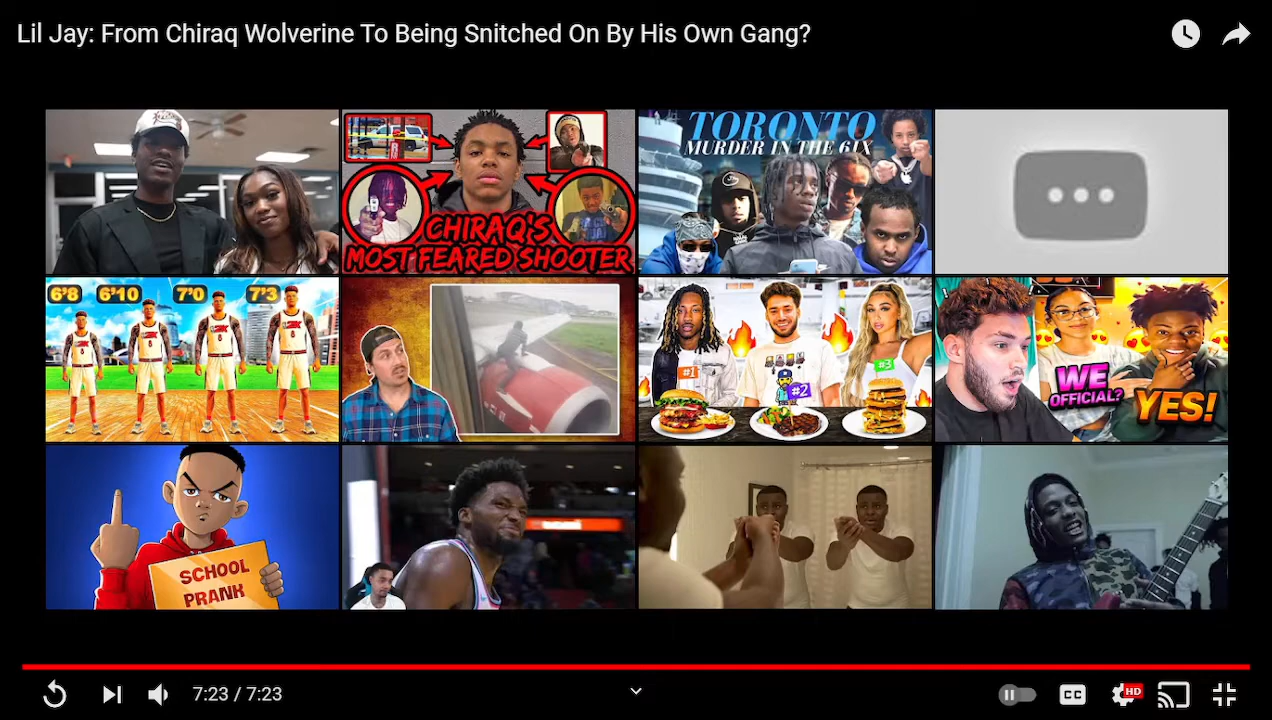 Lil Jay: From Chiraq Wolverine To Being Snitched On By His Own Gang?
CHIRAQ'S
MOST FEARED SHOOTER
TORONTO
MURDER IN THE 6IX
6'8 6'10 7'0 7'3
#1
#2
#3
WE
OFFICIAL?
YES!
SCHOOL
PRANK
7:23 / 7:23
CC
HD